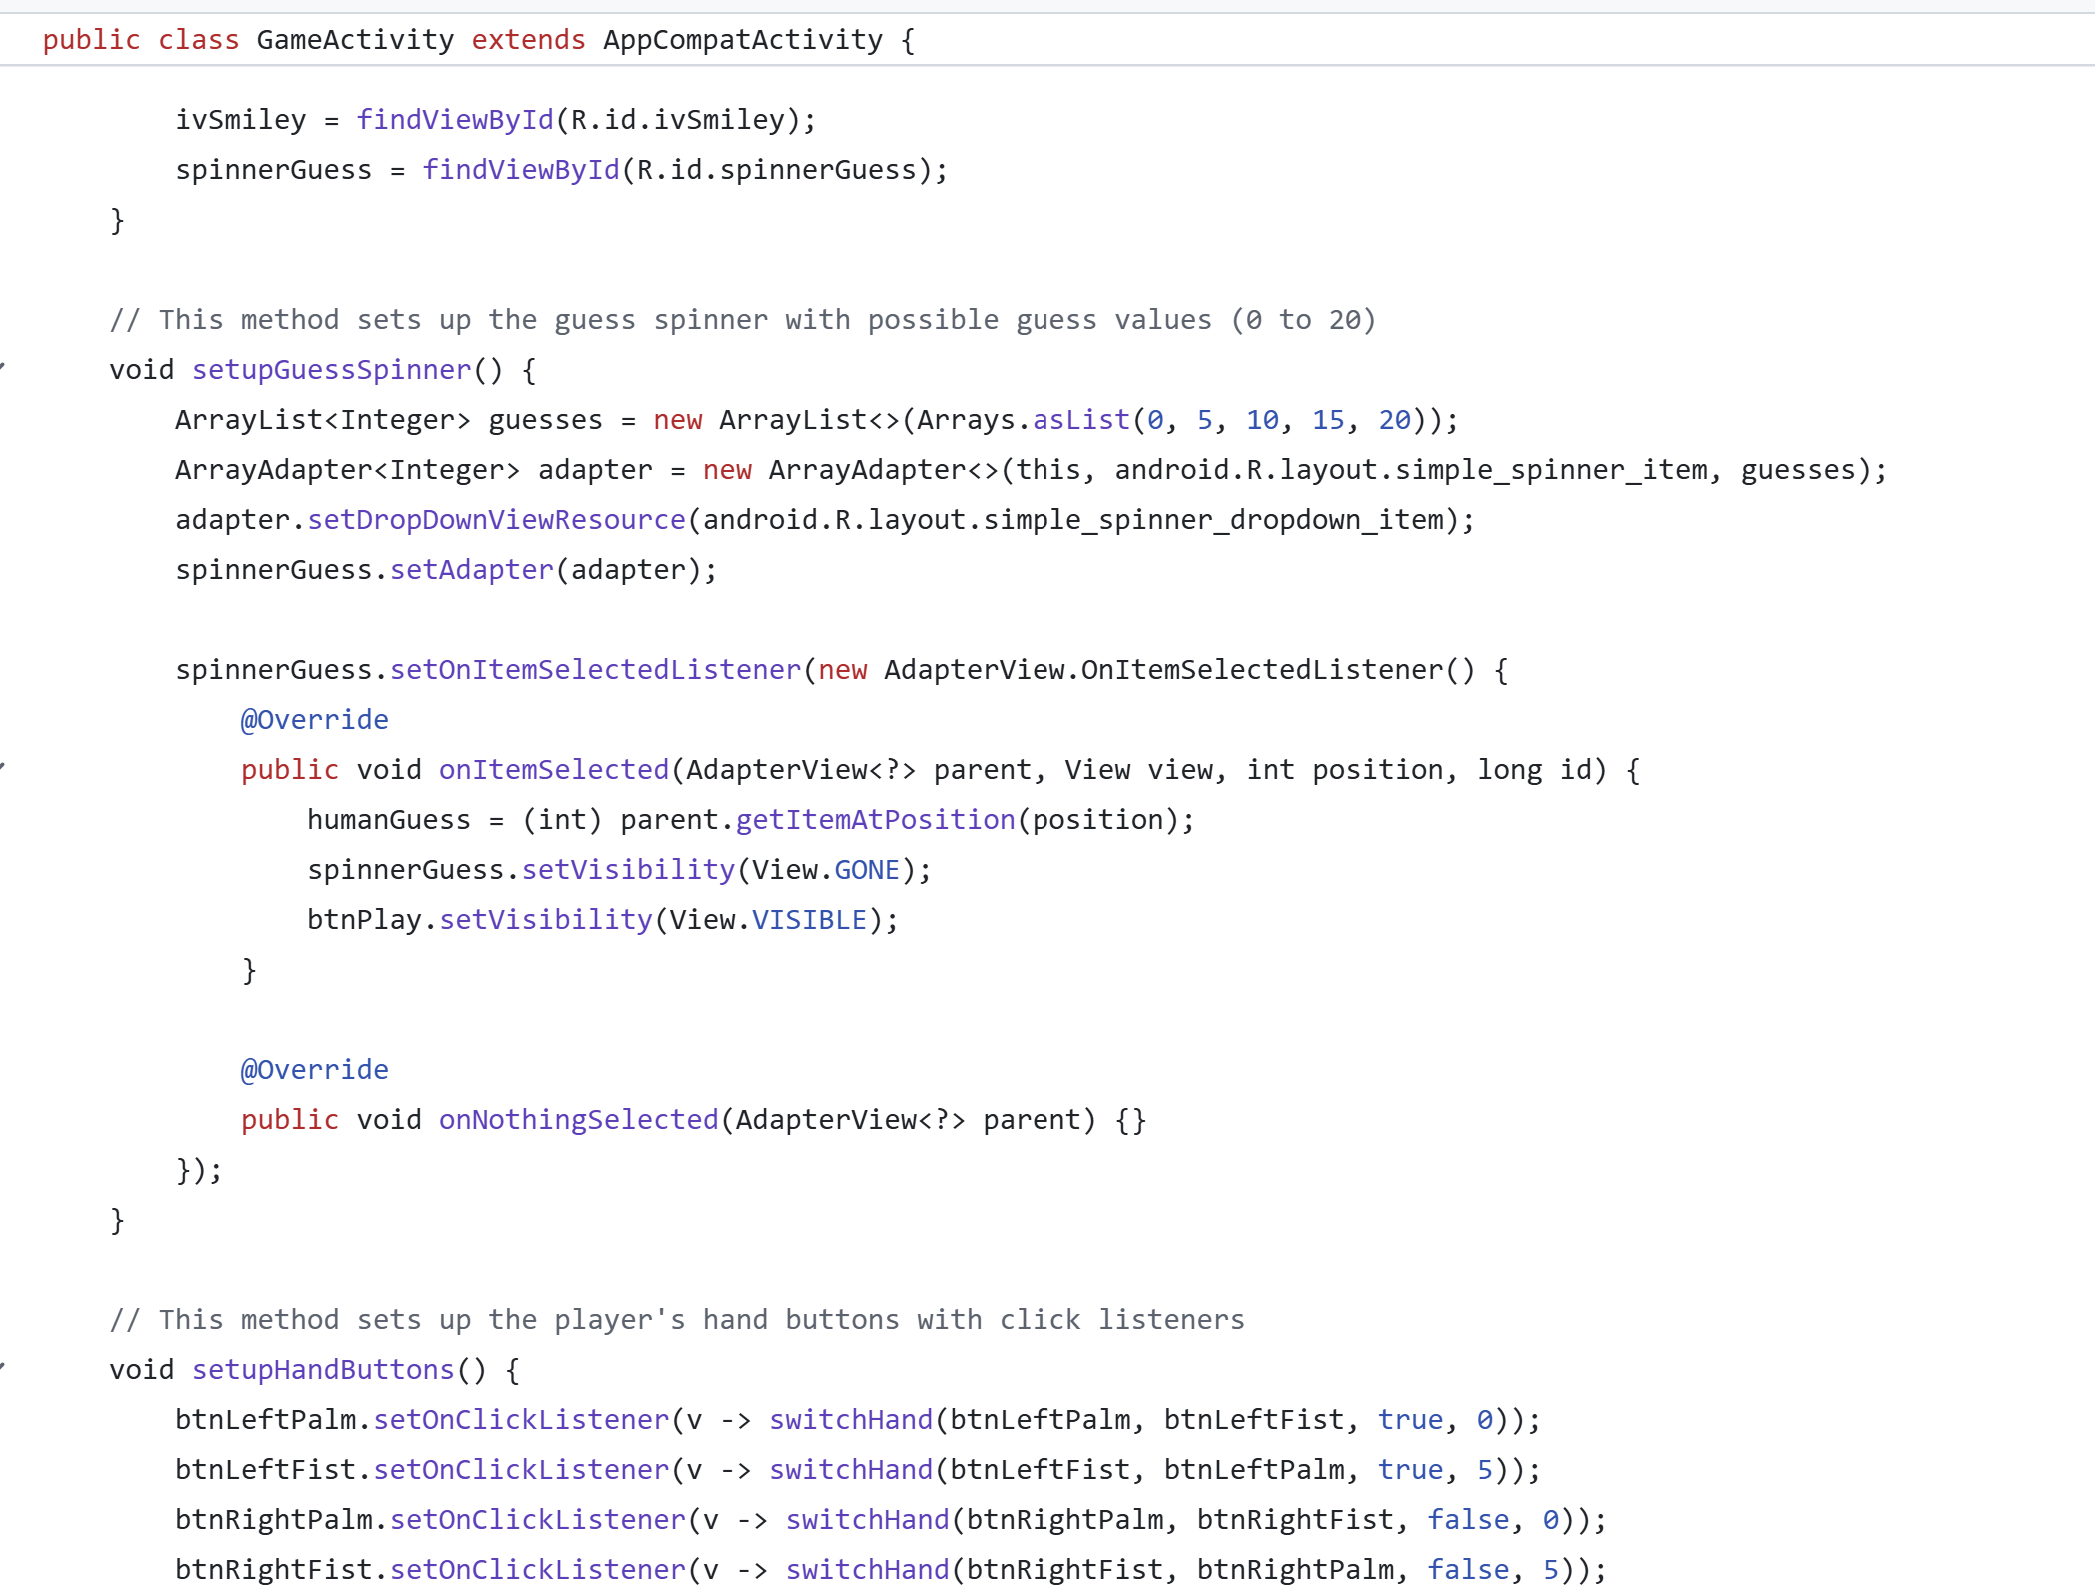 public class GameActivity extends AppCompatActivity {
ivSmiley = findViewById(R.id.ivSmiley);
spinnerGuess = findViewById(R.id.spinnerGuess);
}
// This method sets up the guess spinner with possible guess values (0 to 20)
void setupGuessSpinner() {
ArrayList<Integer> guesses = new ArrayList<>(Arrays.asList(0, 5, 10, 15, 20));
ArrayAdapter<Integer> adapter = new ArrayAdapter<>(this, android.R.layout.simple_spinner_item, guesses);
adapter.setDropDownViewResource(android.R.layout.simple_spinner_dropdown_item);
spinnerGuess.setAdapter(adapter);
spinnerGuess.setOnItemSelectedListener(new AdapterView.OnItemSelectedListener() {
@Override
public void onItemSelected(AdapterView<?> parent, View view, int position, long id) {
humanGuess = (int) parent.getItemAtPosition(position);
spinnerGuess.setVisibility(View.GONE);
btnPlay.setVisibility(View.VISIBLE);
}
@Override
public void onNothingSelected(AdapterView<?> parent) {}
});
}
// This method sets up the player's hand buttons with click listeners
void setupHandButtons() {
btnLeftPalm.setOnClickListener(v -> switchHand(btnLeftPalm, btnLeftFist, true, 0));
btnLeftFist.setOnClickListener(v -> switchHand(btnLeftFist, btnLeftPalm, true, 5));
btnRightPalm.setOnClickListener(v -> switchHand(btnRightPalm, btnRightFist, false, 0));
btnRightFist.setOnClickListener(v -> switchHand(btnRightFist, btnRightPalm, false, 5));